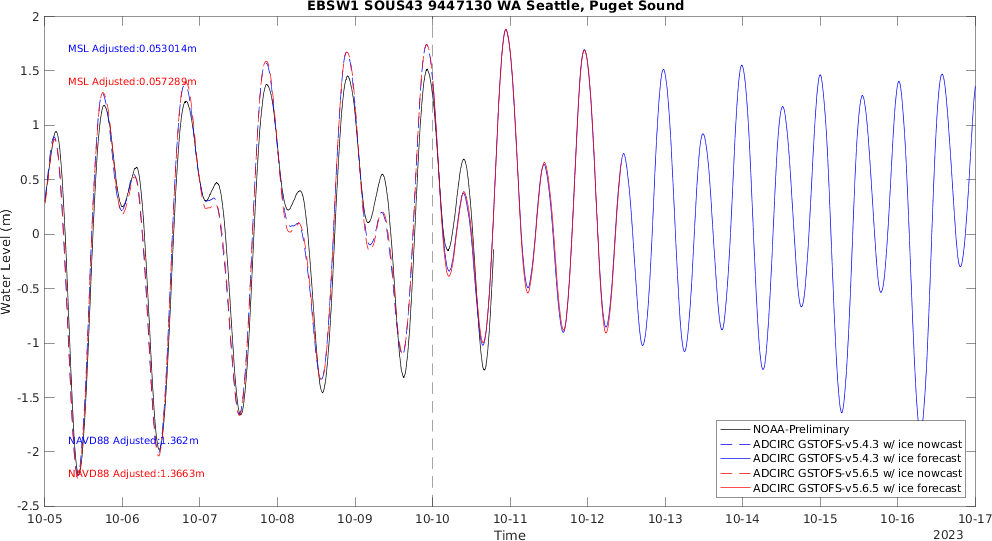 EBSW1 SOUS43 9447130 WA Seattle, Puget Sound
MSL Adjusted:0.053014m
MSL Adjusted:0.057289m
NAVD88 Adjusted:1.362m
NAVD88 Adjusted:1.3663m
Water Level (m)
2
1.5
1
0.5
0
-0.5
-1
-1.5
-2
-2.5
NOAA-Preliminary
ADCIRC GSTOFS-v5.4.3 w/ ice nowcast
ADCIRC GSTOFS-v5.4.3 w/ ice forecast
ADCIRC GSTOFS-v5.6.5 w/ ice nowcast
ADCIRC GSTOFS-v5.6.5 w/ ice forecast
10-05 10-06 10-07 10-08 10-09 10-10 10-11 10-12 10-13 10-14 10-15 10-16 10-17
Time
2023